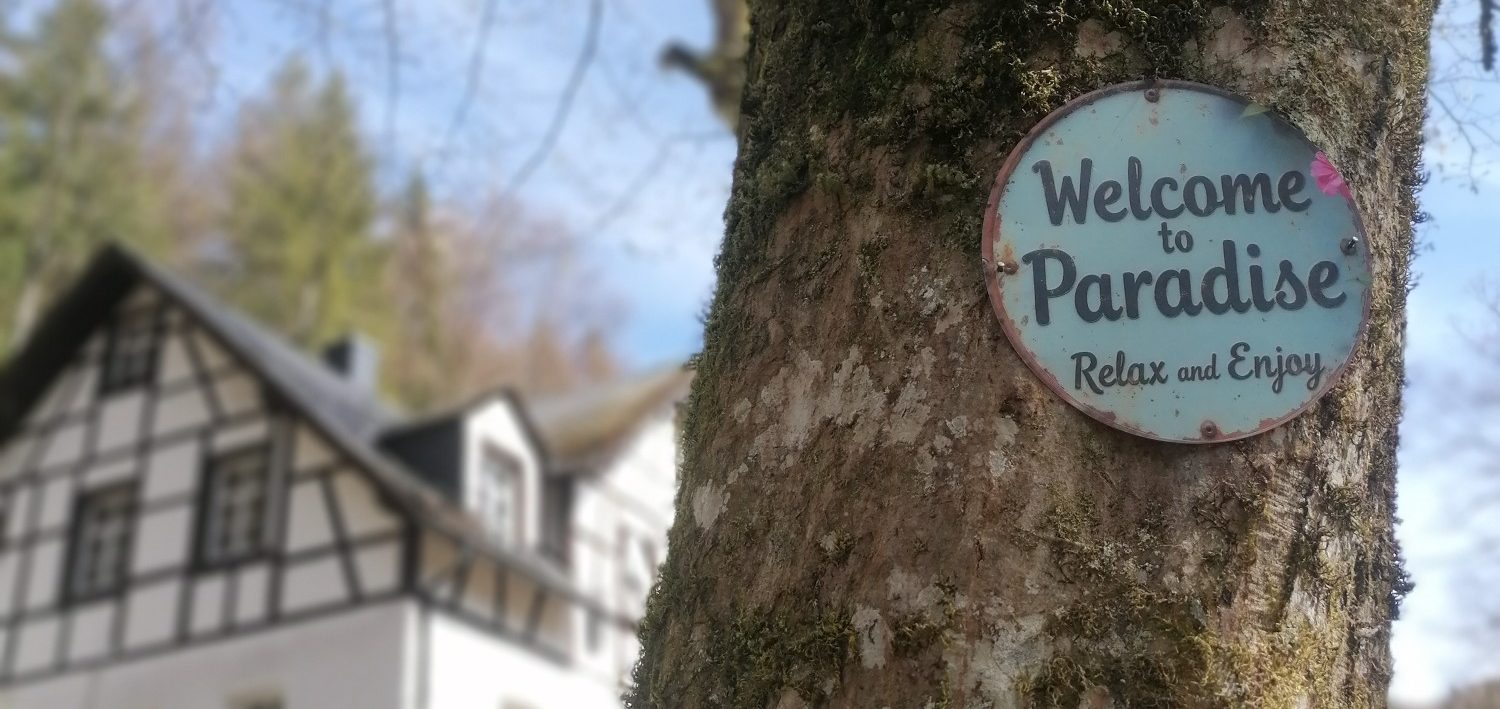 Welcome
to
Paradise
Relax and Enjoy